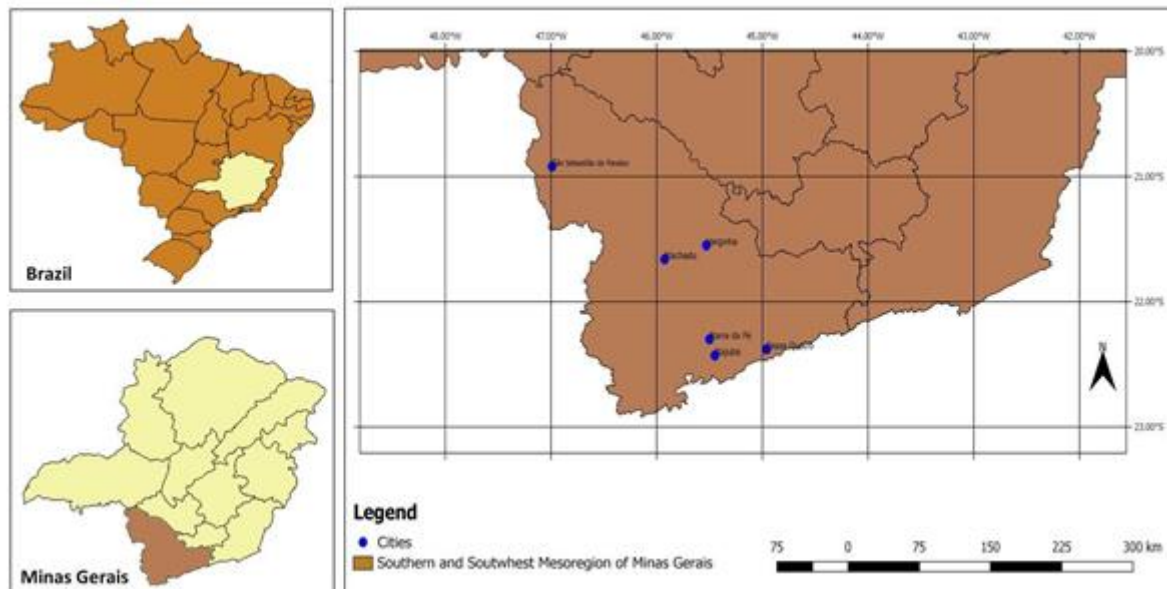 Brazil
Minas Gerais
48.00°W 47.00°W 46.00°W 45.00°W 44.00°W 43.00°W 42.00°W
20.00°S
21.00°S
22.00°S
23.00°S
Machado
N
Legend
Cities
Southern and Soutwhest Mesoregion of Minas Gerais
75 0 75 150 225 300 km